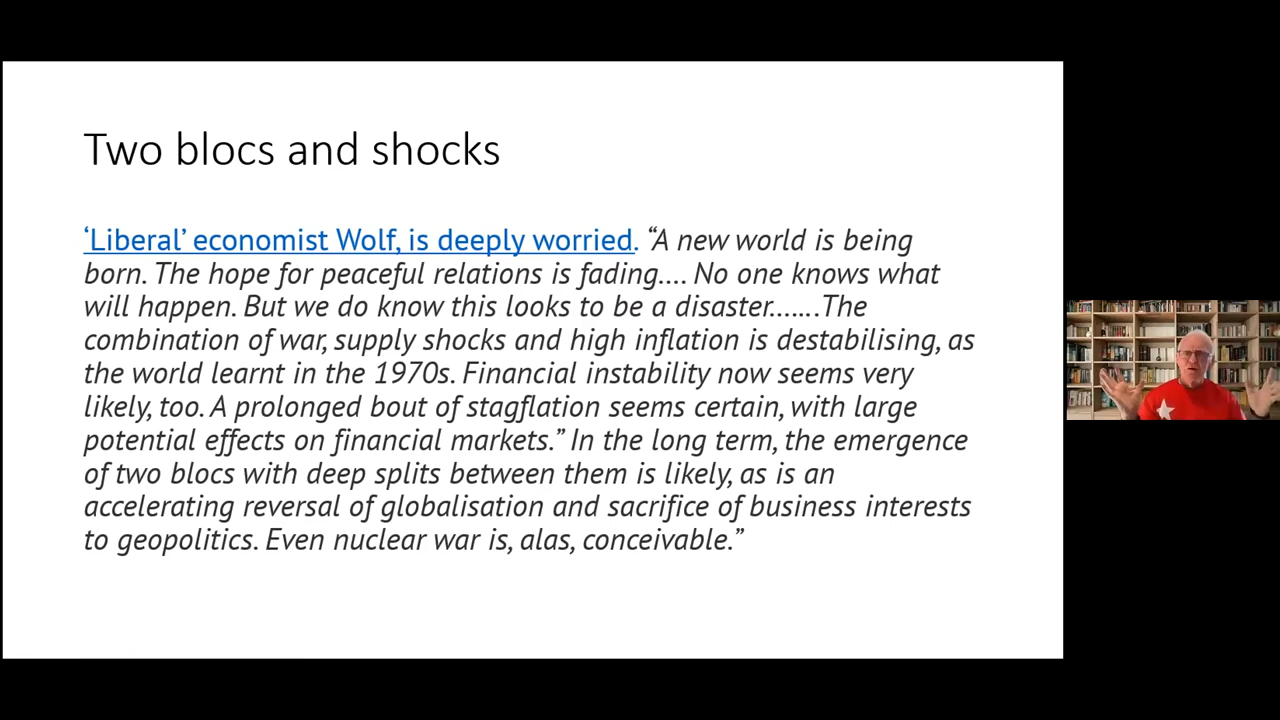 Two blocs and shocks
‘Liberal’ economist Wolf, is deeply worried. “A new world is being
born. The hope for peaceful relations is fading.... No one knows what
will happen. But we do know this looks to be a disaster.......The
combination of war, supply shocks and high inflation is destabilising, as
the world learnt in the 1970s. Financial instability now seems very
likely, too. A prolonged bout of stagflation seems certain, with large
potential effects on financial markets.” In the long term, the emergence
of two blocs with deep splits between them is likely, as is an
accelerating reversal of globalisation and sacrifice of business interests
to geopolitics. Even nuclear war is, alas, conceivable.”